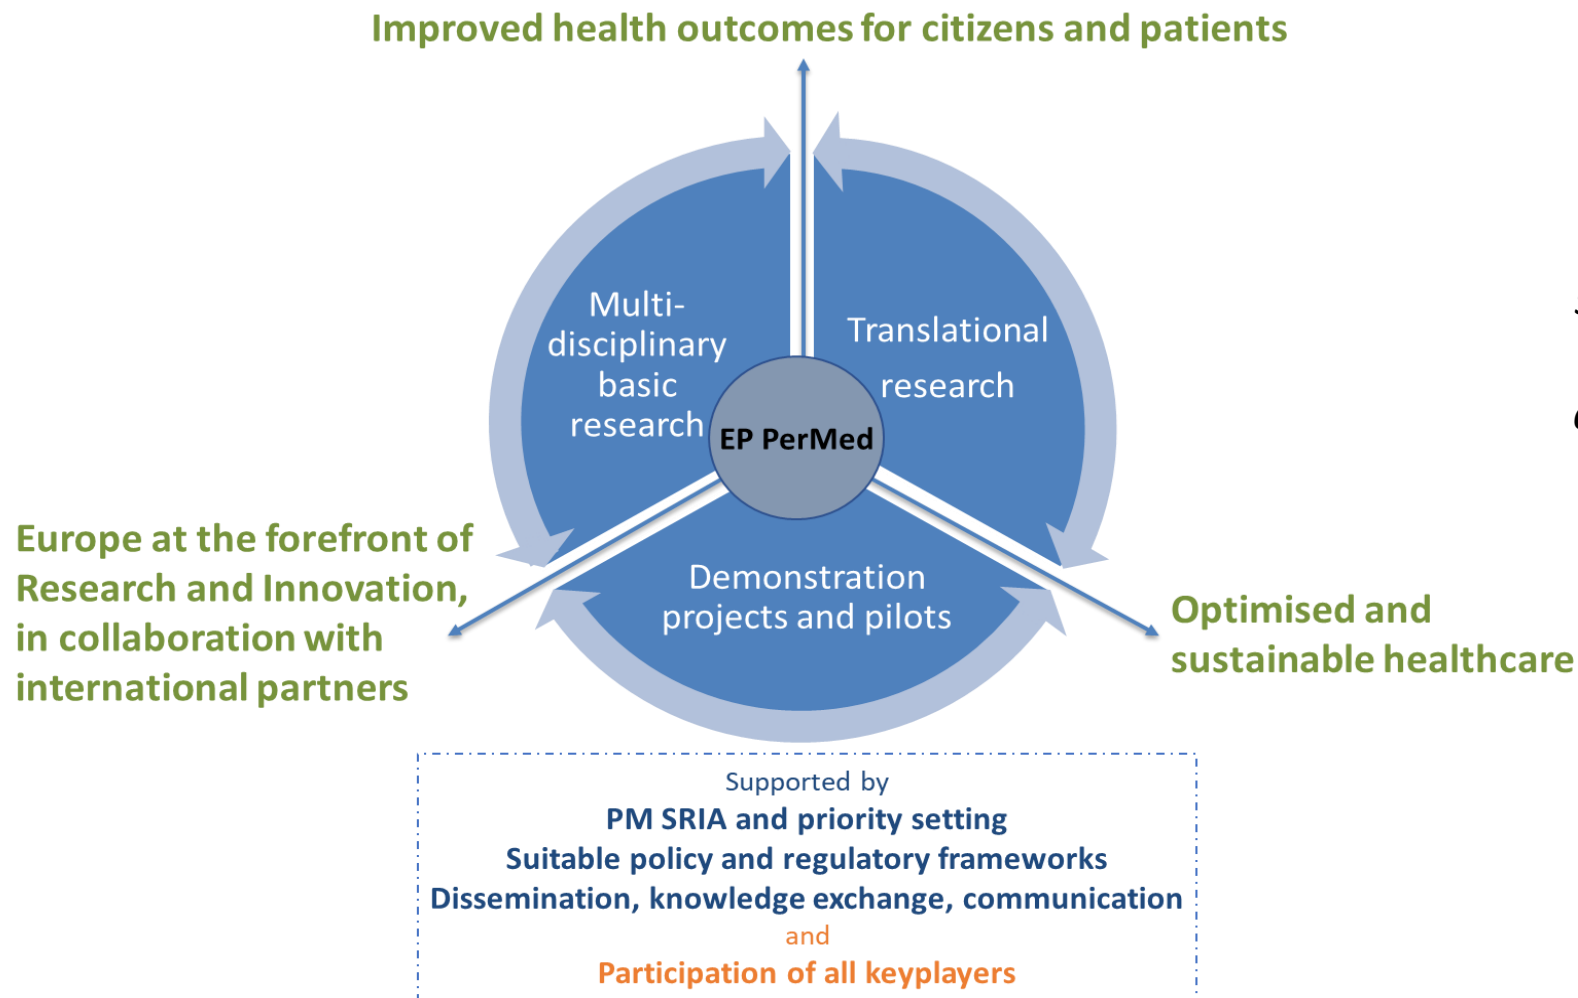 Improved health outcomes for citizens and patients
Multi-
disciplinary
basic
research
Translational
research
EP PerMed
Demonstration
projects and pilots
Europe at the forefront of
Research and Innovation,
in collaboration with
international partners
Optimised and
sustainable healthcare
Supported by
PM SRIA and priority setting
Suitable policy and regulatory frameworks
Dissemination, knowledge exchange, communication
and
Participation of all keyplayers